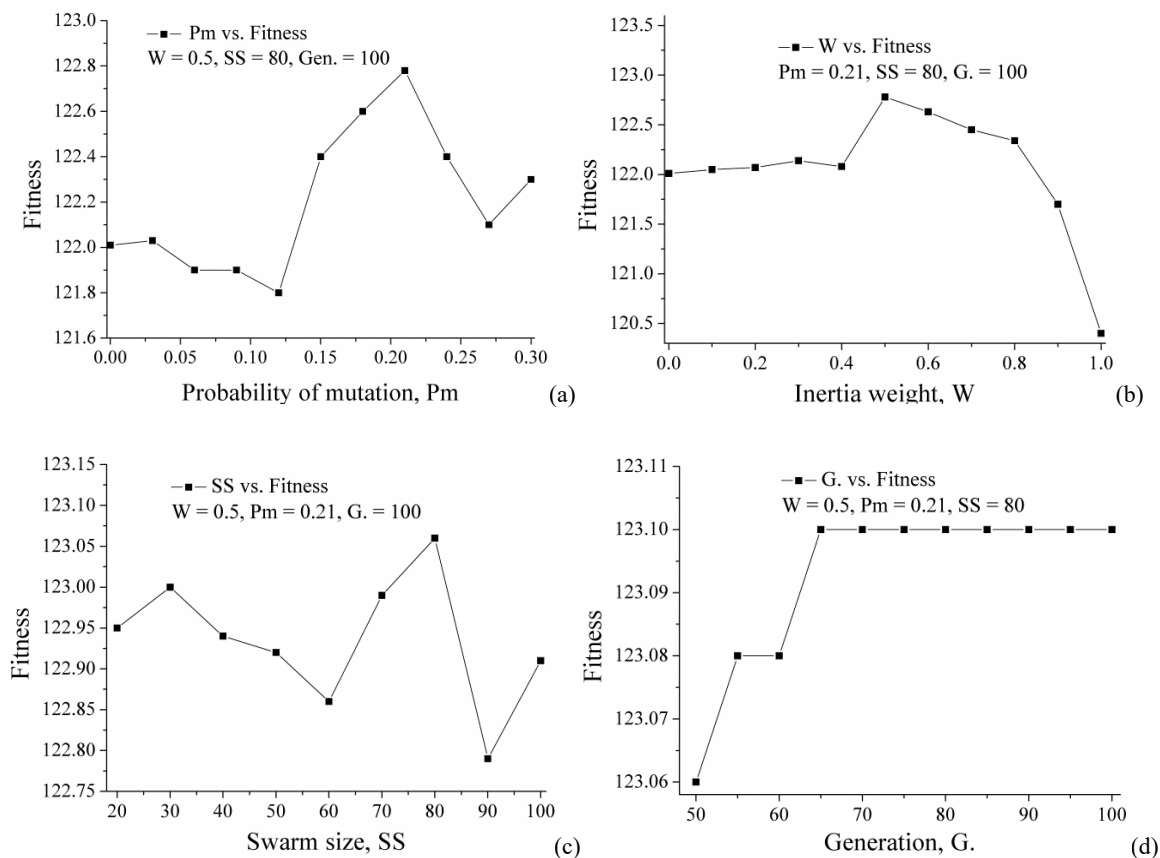 123.0
122.8
122.6
122.4
122.2
122.0
121.8
121.6
Fitness
Pm vs. Fitness
W = 0.5, SS = 80, Gen. = 100
0.00 0.05 0.10 0.15 0.20 0.25 0.30
Probability of mutation, Pm
(a)
123.5
123.0
122.5
122.0
121.5
121.0
120.5
Fitness
W vs. Fitness
Pm = 0.21, SS = 80, G. = 100
0.0 0.2 0.4 0.6 0.8 1.0
Inertia weight, W
(b)
123.15
123.10
123.05
123.00
122.95
122.90
122.85
122.80
122.75
Fitness
SS vs. Fitness
W = 0.5, Pm = 0.21, G. = 100
20 30 40 50 60 70 80 90 100
Swarm size, SS
(c)
123.11
123.10
123.09
123.08
123.07
123.06
Fitness
G. vs. Fitness
W = 0.5, Pm = 0.21, SS = 80
50 60 70 80 90 100
Generation, G.
(d)